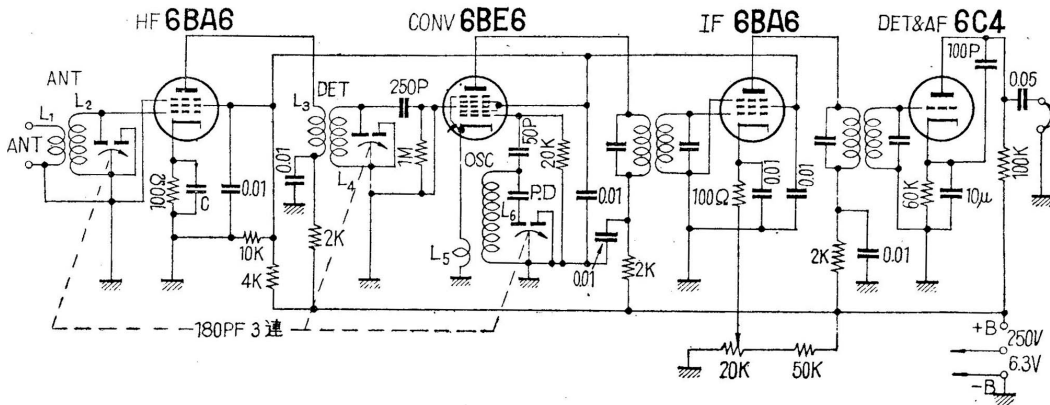 HF 6BA6
CONV 6BE6
IF 6BA6
DET&AF 6C4
ANT
L1
L2
ANT
100Ω
C
0.01
10K
4K
L3
DET
0.01
L4
2K
250P
1M
OSC
50P
20K
P.D
L5
L6
0.01
0.01
2K
100Ω
0.01
0.01
2K
0.01
100P
60K
10μ
100K
0.05
180PF 3連
20K
50K
+B
250V
6.3V
-B